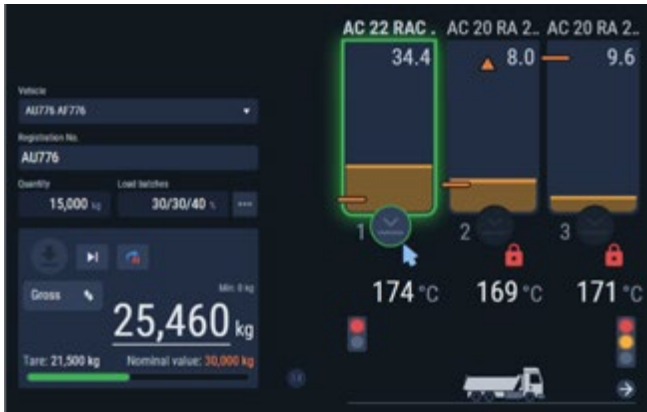 AC 22 RAC . AC 20 RA 2.. AC 20 RA 2..
34.4 8.0 9.6
Vehicle
AU776 AF776
Registration No.
AU776
Quantity Load batches
15,000 kg 30/30/40 % ...
1 2 3
Gross
Min: 0 kg
25,460 kg
174 °C 169 °C 171 °C
Tare: 21,500 kg Nominal value: 30,000 kg